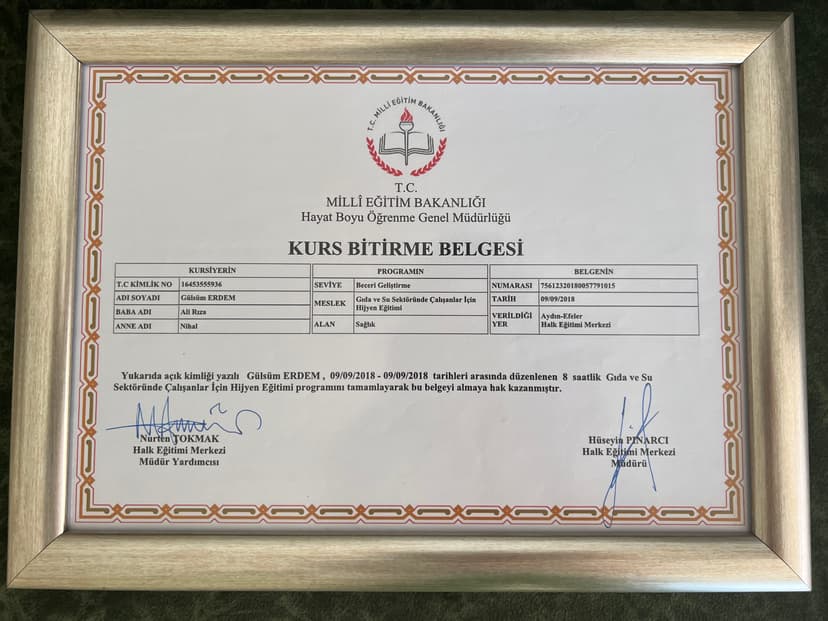 T.C. MİLLİ EĞİTİM BAKANLIĞI
T.C.
MİLLÎ EĞİTİM BAKANLIĞI
Hayat Boyu Öğrenme Genel Müdürlüğü
KURS BİTİRME BELGESİ
KURSİYERİN PROGRAMIN BELGENİN
T.C KİMLİK NO 16453555936 SEVİYE Beceri Geliştirme NUMARASI 75612320180057791015
ADI SOYADI Gülsüm ERDEM MESLEK Gıda ve Su Sektöründe Çalışanlar İçin TARİH 09/09/2018
Hijyen Eğitimi
BABA ADI Ali Rıza VERİLDİĞİ Aydın-Efeler
ANNE ADI Nihal ALAN Sağlık YER Halk Eğitimi Merkezi
Yukarıda açık kimliği yazılı Gülsüm ERDEM , 09/09/2018 - 09/09/2018 tarihleri arasında düzenlenen 8 saatlik Gıda ve Su
Sektöründe Çalışanlar İçin Hijyen Eğitimi programını tamamlayarak bu belgeyi almaya hak kazanmıştır.
Nurten TOKMAK Hüseyin PINARCI
Halk Eğitimi Merkezi Halk Eğitimi Merkezi
Müdür Yardımcısı Müdürü